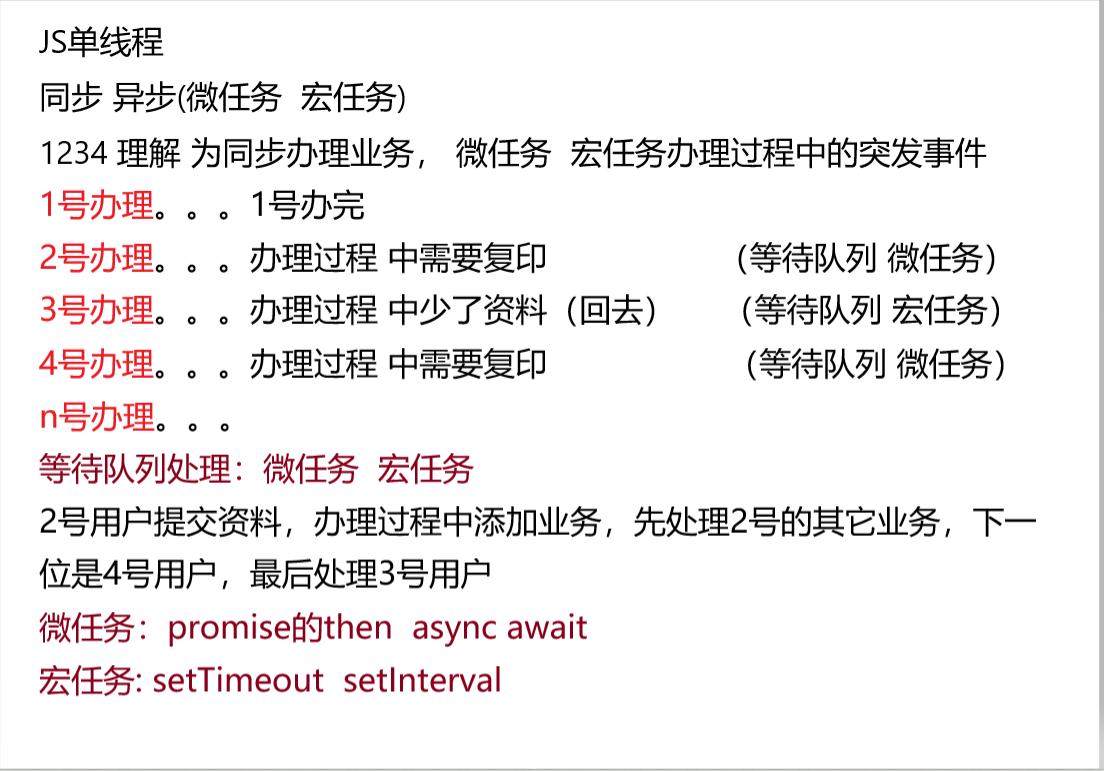 JS单线程
同步 异步(微任务 宏任务)
1234 理解 为同步办理业务， 微任务 宏任务办理过程中的突发事件
1号办理。。。1号办完
2号办理。。。办理过程 中需要复印 （等待队列 微任务）
3号办理。。。办理过程 中少了资料（回去） （等待队列 宏任务）
4号办理。。。办理过程 中需要复印 （等待队列 微任务）
n号办理。。。
等待队列处理：微任务 宏任务
2号用户提交资料，办理过程中添加业务，先处理2号的其它业务，下一
位是4号用户，最后处理3号用户
微任务：promise的then async await
宏任务: setTimeout setInterval